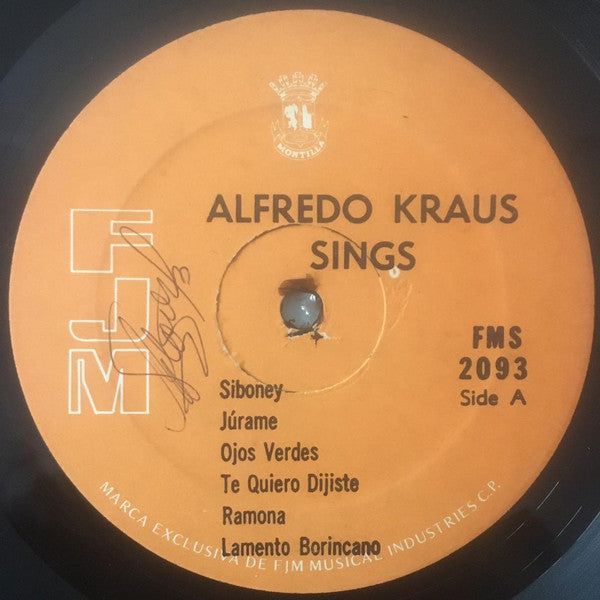 MONTILLA
ALFREDO KRAUS
SINGS
FJM
FMS
2093
Side A
Siboney
Júrame
Ojos Verdes
Te Quiero Dijiste
Ramona
Lamento Borincano
MARCA EXCLUSIVA DE FJM MUSICAL INDUSTRIES C.P.